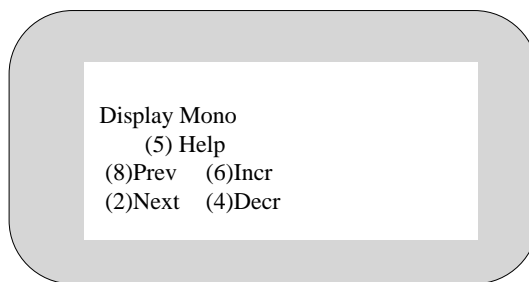 Display Mono
(5) Help
(8)Prev (6)Incr
(2)Next (4)Decr